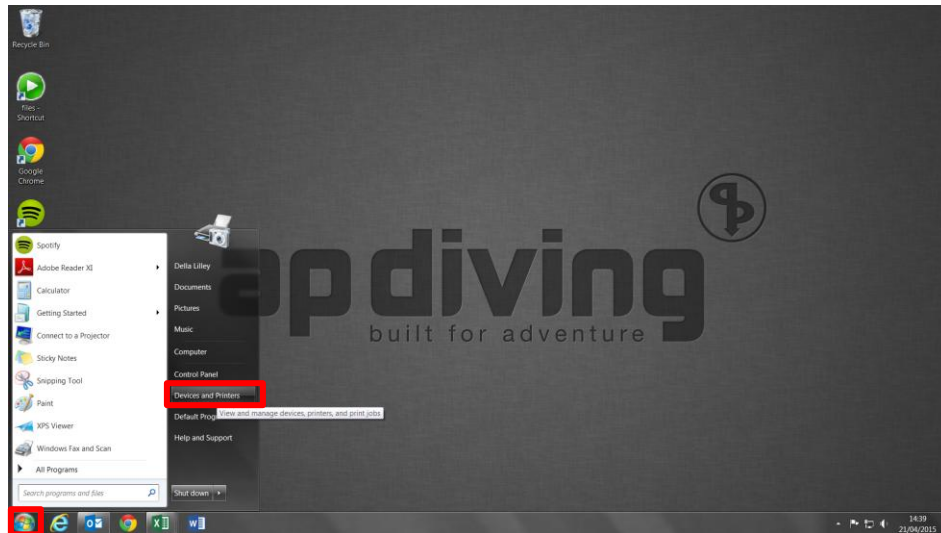 Recycle Bin
files -
Shortcut
Google
Chrome
apdiving
built for adventure
Spotify
Adobe Reader XI
Calculator
Getting Started
Connect to a Projector
Sticky Notes
Snipping Tool
Paint
XPS Viewer
Windows Fax and Scan
All Programs
Search programs and files
Della Lilley
Documents
Pictures
Music
Computer
Control Panel
Devices and Printers
Default Prog
View and manage devices, printers, and print jobs
Help and Support
Shut down
14:39
21/04/2015